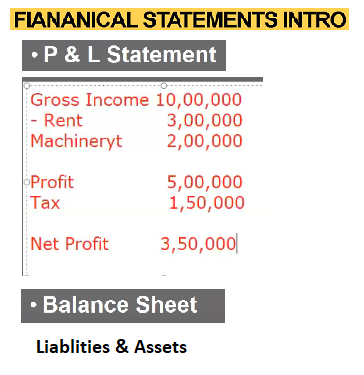 FIANANICAL STATEMENTS INTRO
• P & L Statement
Gross Income 10,00,000
- Rent 3,00,000
Machineryt 2,00,000
Profit 5,00,000
Tax 1,50,000
Net Profit 3,50,000
• Balance Sheet
Liablities & Assets